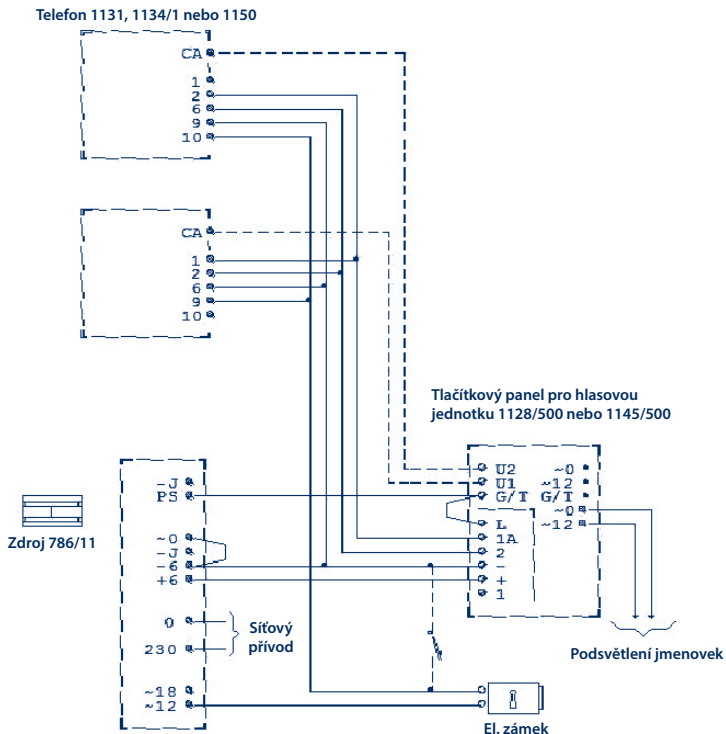 Telefon 1131, 1134/1 nebo 1150
CA
1
2
6
9
10
CA
1
2
6
9
10
Tlačítkový panel pro hlasovou
jednotku 1128/500 nebo 1145/500
U2 ~0
U1 ~12
G/T G/T
~0
L ~12
1A
2
-
+
1
Podsvětlení jmenovek
Zdroj 786/11
-J
PS
~0
-J
-6
+6
0
230
Síťový
přívod
~18
~12
El. zámek